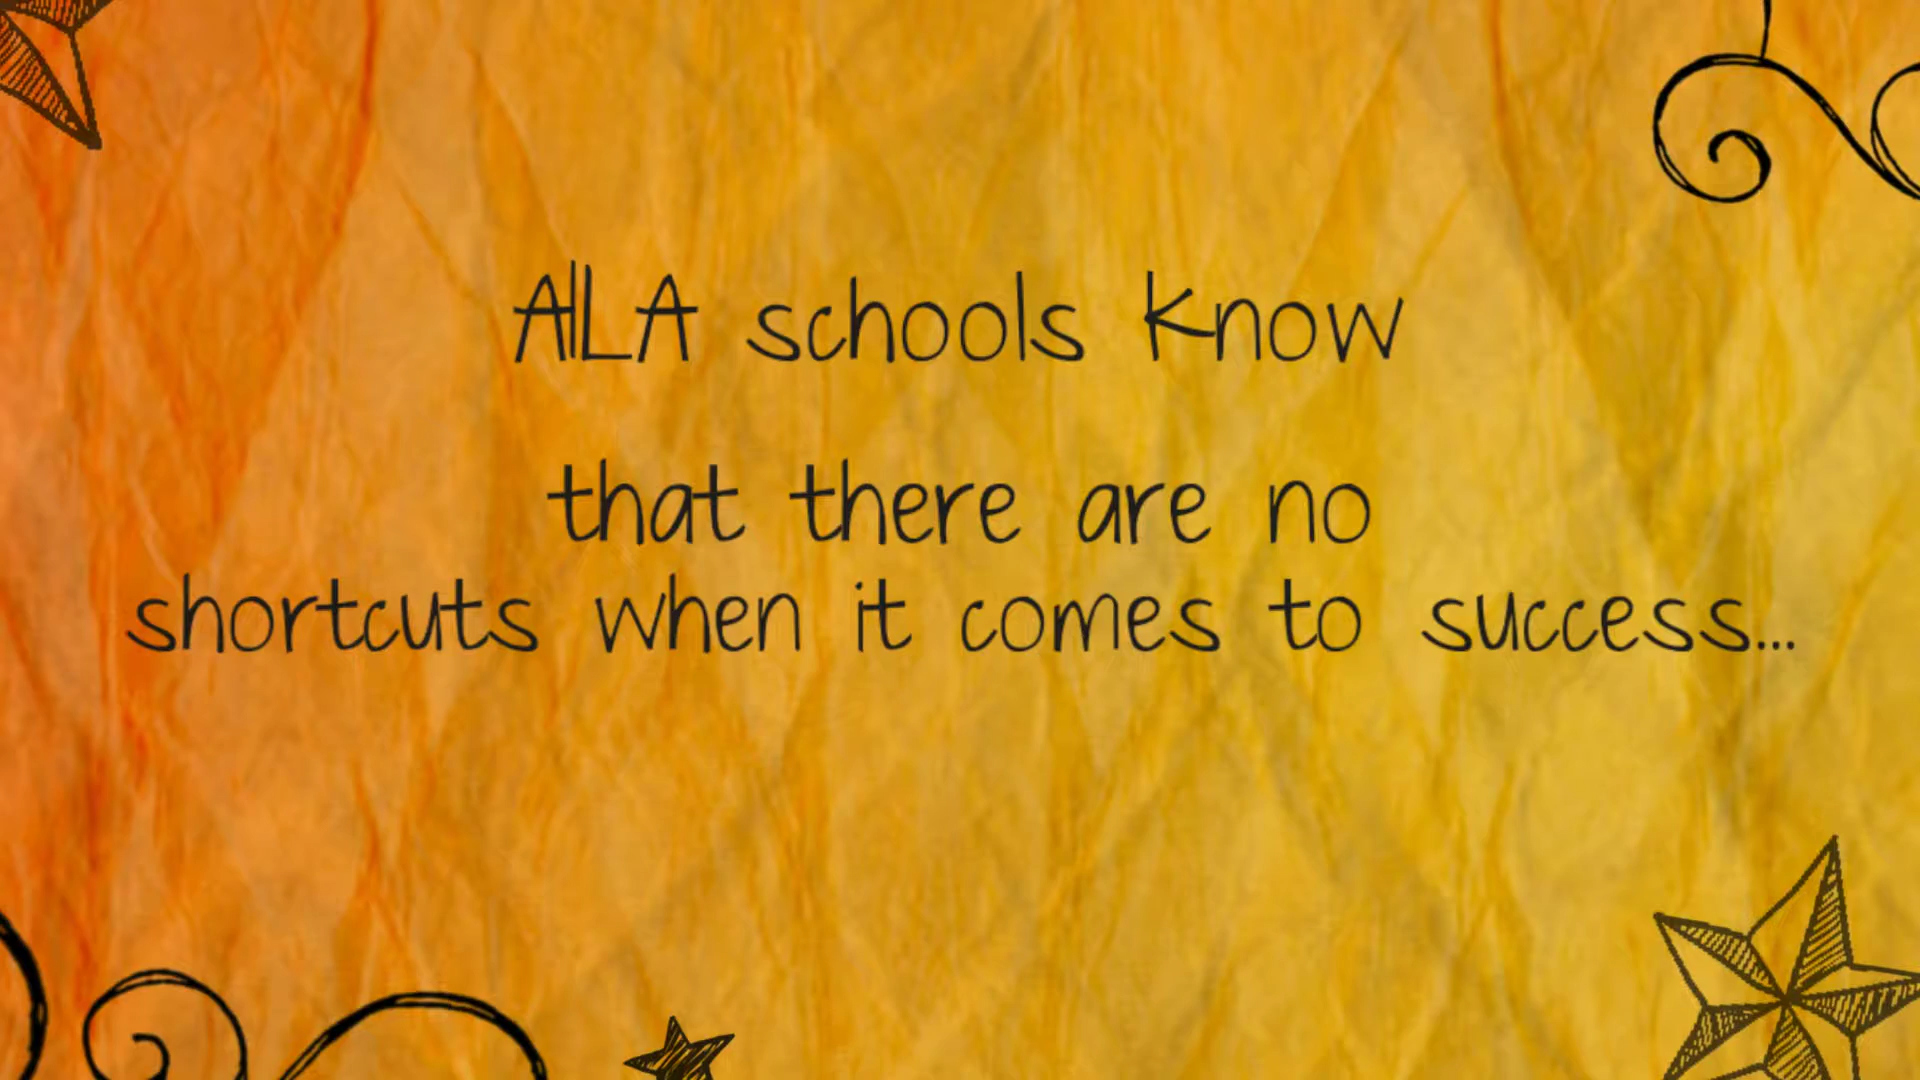 AILA schools know
that there are no
shortcuts when it comes to success...